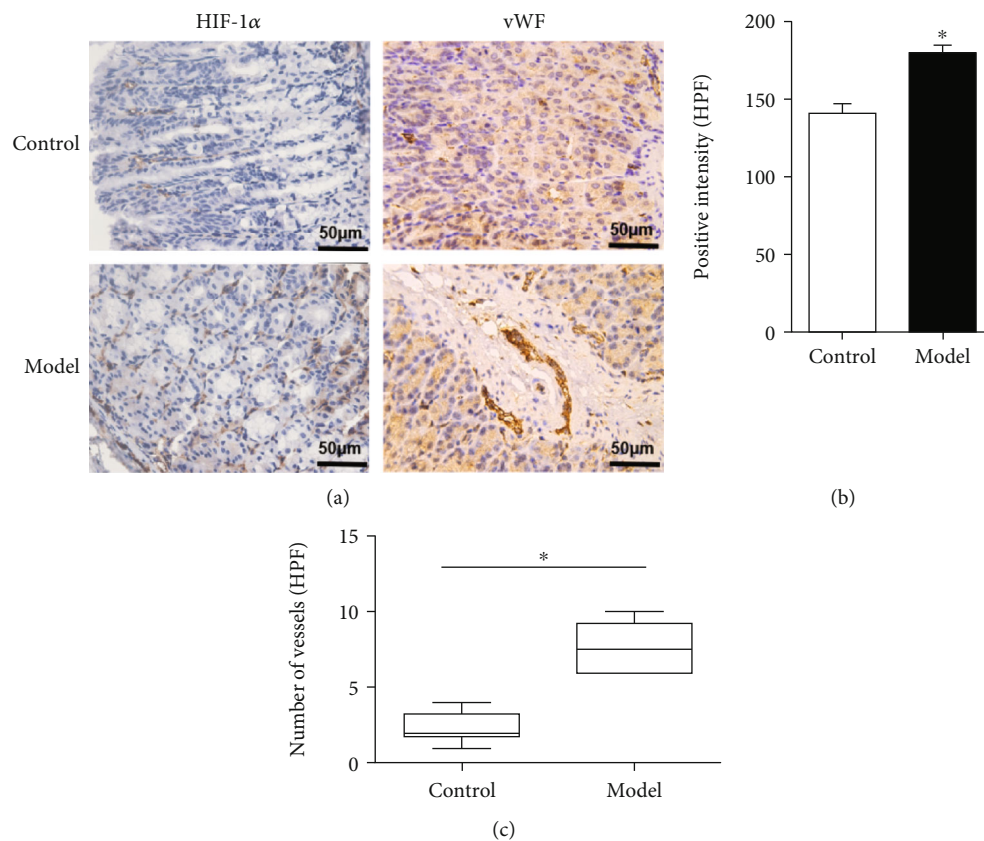 HIF-1α
vWF
Control
50μm
50μm
Model
50μm
50μm
(a)
Positive intensity (HPF)
200
150
100
50
0
*
Control
Model
(b)
Number of vessels (HPF)
15
10
5
0
*
Control
Model
(c)